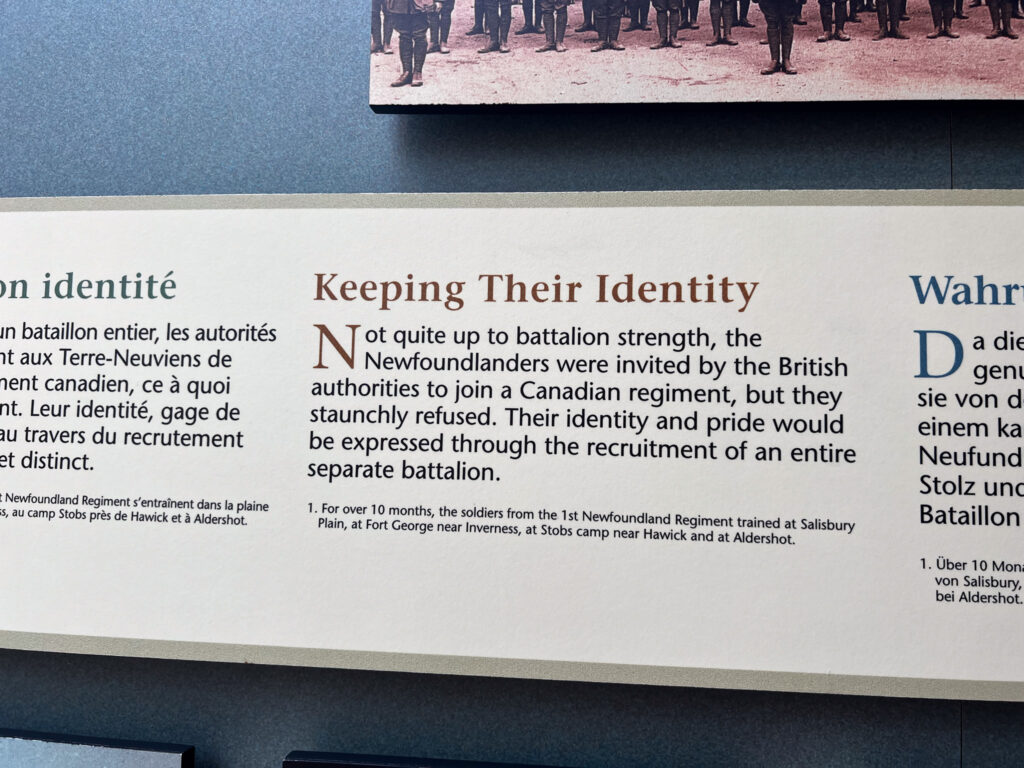 on identité
un bataillon entier, les autorités
nt aux Terre-Neuviens de
ment canadien, ce à quoi
nt. Leur identité, gage de
au travers du recrutement
et distinct.
t Newfoundland Regiment s'entraînent dans la plaine
ss, au camp Stobs près de Hawick et à Aldershot.
Keeping Their Identity
Not quite up to battalion strength, the
Newfoundlanders were invited by the British
authorities to join a Canadian regiment, but they
staunchly refused. Their identity and pride would
be expressed through the recruitment of an entire
separate battalion.
1. For over 10 months, the soldiers from the 1st Newfoundland Regiment trained at Salisbury
Plain, at Fort George near Inverness, at Stobs camp near Hawick and at Aldershot.
Wahru
Da die
genu
sie von d
einem ka
Neufund
Stolz und
Bataillon
1. Über 10 Mona
von Salisbury,
bei Aldershot.